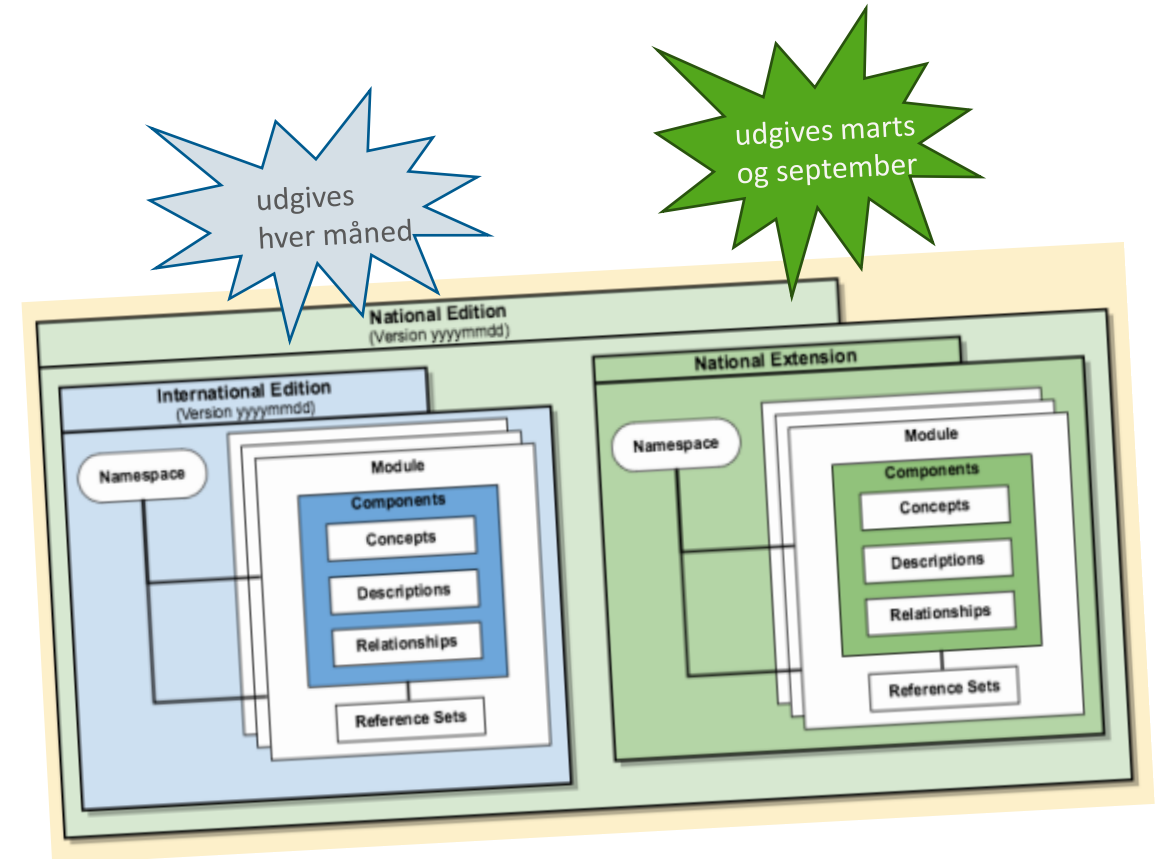 udgives
hver måned
udgives marts
og september
National Edition
(Version yyyymmdd)
International Edition
(Version yyyymmdd)
Namespace
Module
Components
Concepts
Descriptions
Relationships
Reference Sets
National Extension
Namespace
Module
Components
Concepts
Descriptions
Relationships
Reference Sets